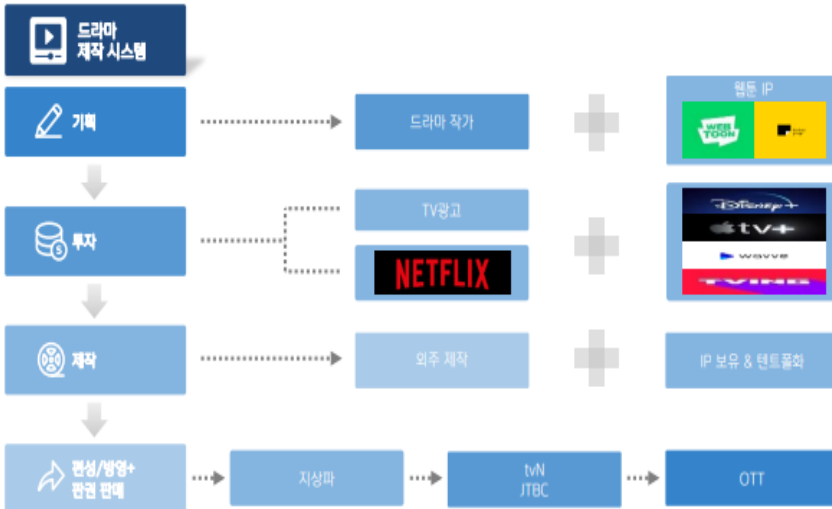 드라마
제작 시스템
기획
드라마 작가
웹툰 IP
WEB
TOON
투자
TV광고
NETFLIX
Disney+
tv+
wavve
TVING
제작
외주 제작
IP 보유 & 텐트폴화
편성/방영+
판권 판매
지상파
tvN
JTBC
OTT